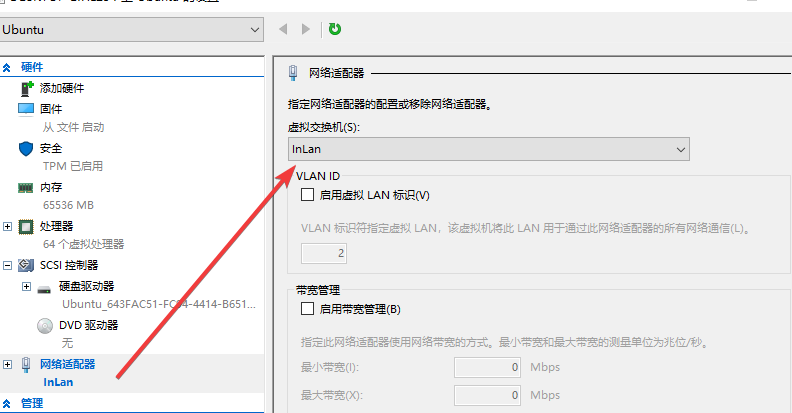 Ubuntu
硬件
添加硬件
固件
从 文件 启动
安全
TPM 已启用
内存
65536 MB
处理器
64 个虚拟处理器
SCSI 控制器
硬盘驱动器
DVD 驱动器
无
网络适配器
InLan
管理
网络适配器
指定网络适配器的配置或移除网络适配器。
虚拟交换机(S):
InLan
VLAN ID
启用虚拟 LAN 标识(V)
VLAN 标识符指定虚拟 LAN，该虚拟机将此 LAN 用于通过此网络适配器的所有网络通信(L)。
2
带宽管理
启用带宽管理(B)
指定此网络适配器使用网络带宽的方式。最小带宽和最大带宽的测量单位为兆位/秒。
最小带宽(I): 0 Mbps
最大带宽(X): 0 Mbps